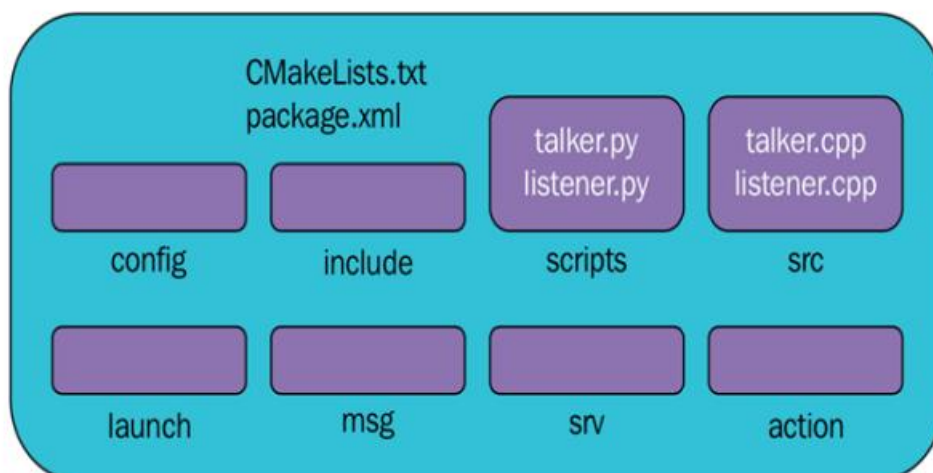 CMakeLists.txt
package.xml
talker.py
listener.py
talker.cpp
listener.cpp
config
include
scripts
src
launch
msg
srv
action